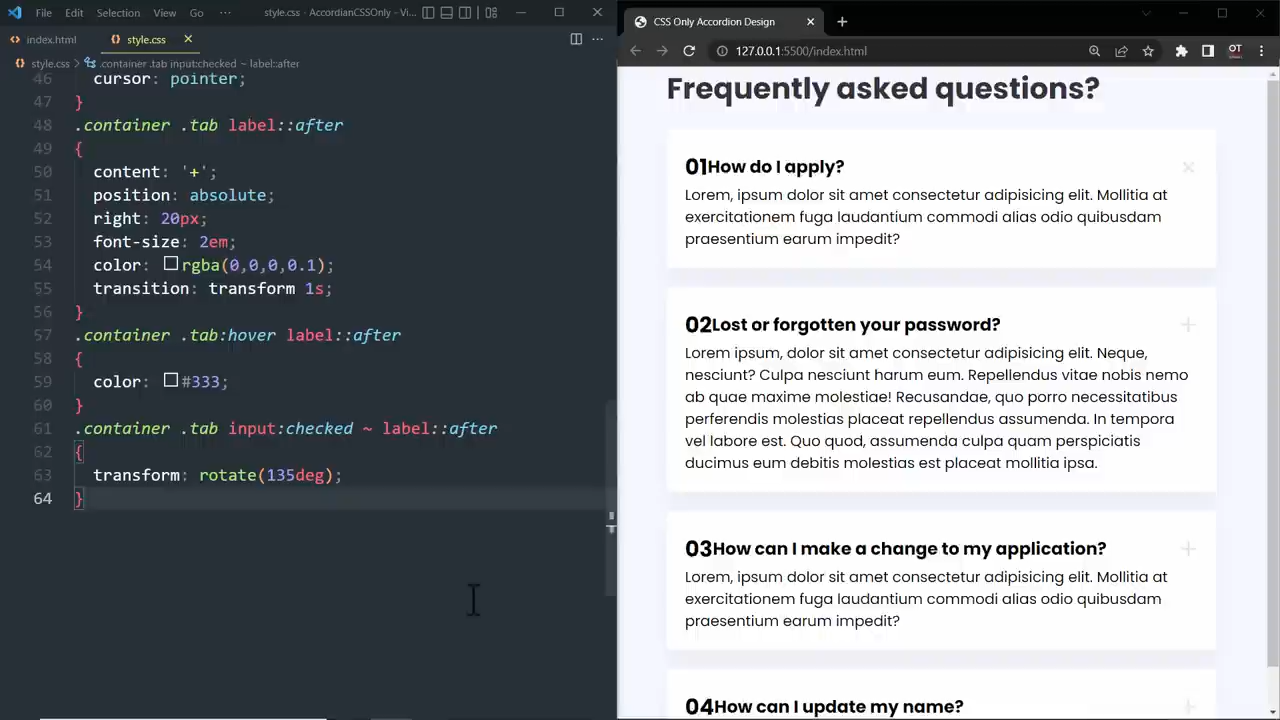 File Edit Selection View Go ··· style.css - AccordianCSSOnly - Vi...
index.html style.css
style.css > .container .tab input:checked ~ label::after
46 cursor: pointer;
47 }
48 .container .tab label::after
49 {
50 content: '+';
51 position: absolute;
52 right: 20px;
53 font-size: 2em;
54 color: rgba(0,0,0,0.1);
55 transition: transform 1s;
56 }
57 .container .tab:hover label::after
58 {
59 color: #333;
60 }
61 .container .tab input:checked ~ label::after
62 {
63 transform: rotate(135deg);
64 }
CSS Only Accordion Design
127.0.0.1:5500/index.html
OT
Frequently asked questions?
01How do I apply?
Lorem, ipsum dolor sit amet consectetur adipisicing elit. Mollitia at
exercitationem fuga laudantium commodi alias odio quibusdam
praesentium earum impedit?
02Lost or forgotten your password?
Lorem ipsum, dolor sit amet consectetur adipisicing elit. Neque,
nesciunt? Culpa nesciunt harum eum. Repellendus vitae nobis nemo
ab quae maxime molestiae! Recusandae, quo porro necessitatibus
perferendis molestias placeat repellendus assumenda. In tempora
vel labore est. Quo quod, assumenda culpa quam perspiciatis
ducimus eum debitis molestias est placeat mollitia ipsa.
03How can I make a change to my application?
Lorem, ipsum dolor sit amet consectetur adipisicing elit. Mollitia at
exercitationem fuga laudantium commodi alias odio quibusdam
praesentium earum impedit?
04How can I update my name?